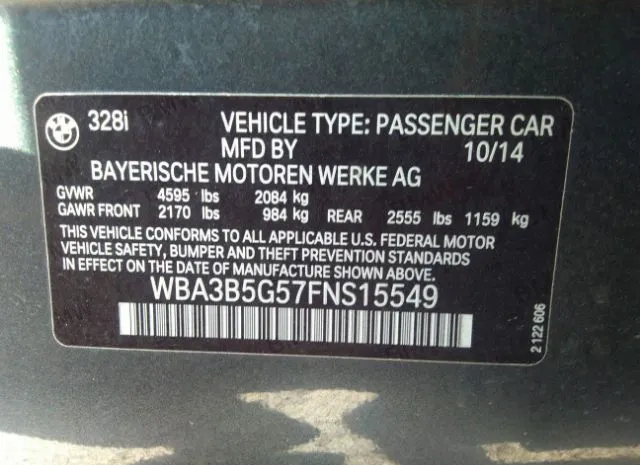 328i VEHICLE TYPE: PASSENGER CAR
MFD BY 10/14
BAYERISCHE MOTOREN WERKE AG
GVWR 4595 lbs 2084 kg
GAWR FRONT 2170 lbs 984 kg REAR 2555 lbs 1159 kg
THIS VEHICLE CONFORMS TO ALL APPLICABLE U.S. FEDERAL MOTOR
VEHICLE SAFETY, BUMPER AND THEFT PREVENTION STANDARDS
IN EFFECT ON THE DATE OF MANUFACTURE SHOWN ABOVE.
WBA3B5G57FNS15549
2 122 606